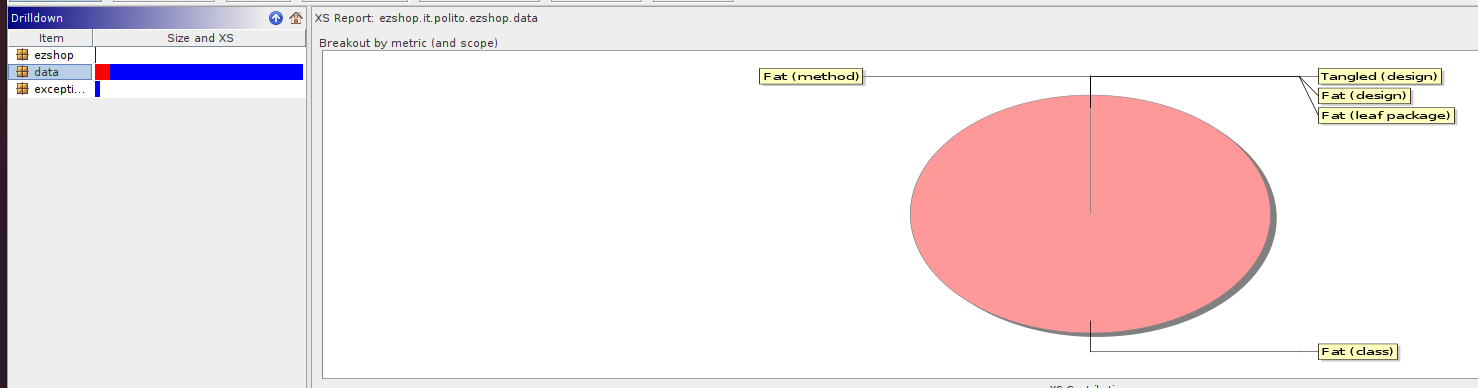 Drilldown
Item Size and XS
ezshop
data
excepti...
XS Report: ezshop.it.polito.ezshop.data
Breakout by metric (and scope)
Fat (method)
Tangled (design)
Fat (design)
Fat (leaf package)
Fat (class)